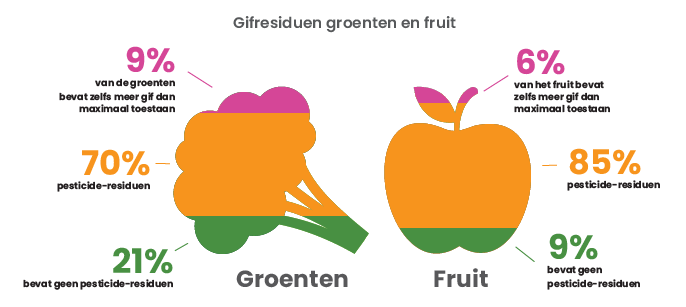 Gifresiduen groenten en fruit
9%
van de groenten
bevat zelfs meer gif dan
maximaal toestaan
70%
pesticide-residuen
21%
bevat geen pesticide-residuen
Groenten
6%
van het fruit bevat
zelfs meer gif dan
maximaal toestaan
85%
pesticide-residuen
9%
bevat geen
pesticide-residuen
Fruit